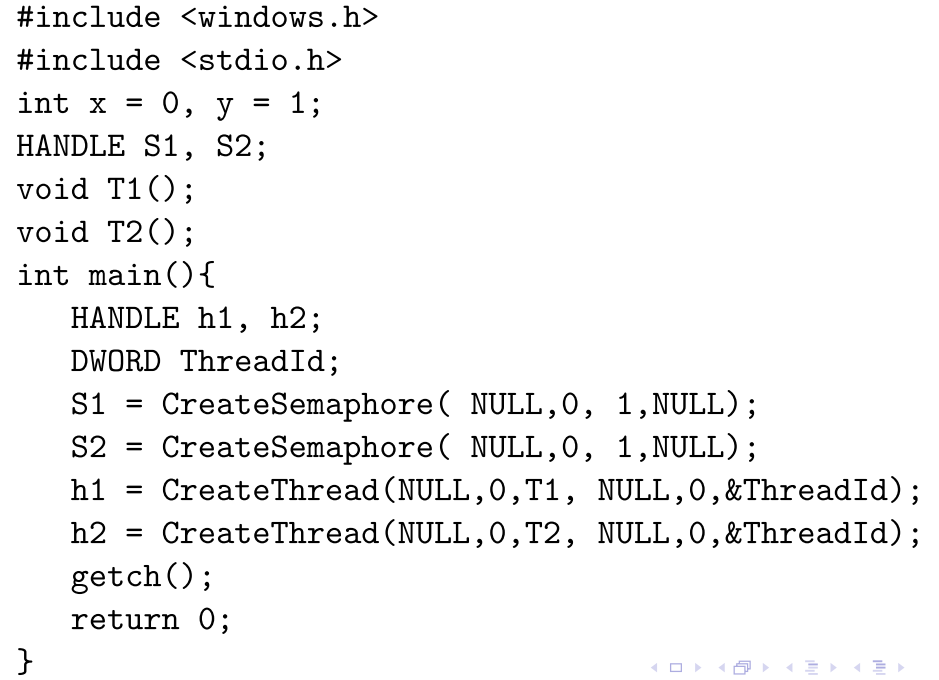 #include <windows.h>
#include <stdio.h>
int x = 0, y = 1;
HANDLE S1, S2;
void T1();
void T2();
int main(){
   HANDLE h1, h2;
   DWORD ThreadId;
   S1 = CreateSemaphore( NULL,0, 1,NULL);
   S2 = CreateSemaphore( NULL,0, 1,NULL);
   h1 = CreateThread(NULL,0,T1, NULL,0,&ThreadId);
   h2 = CreateThread(NULL,0,T2, NULL,0,&ThreadId);
   getch();
   return 0;
}